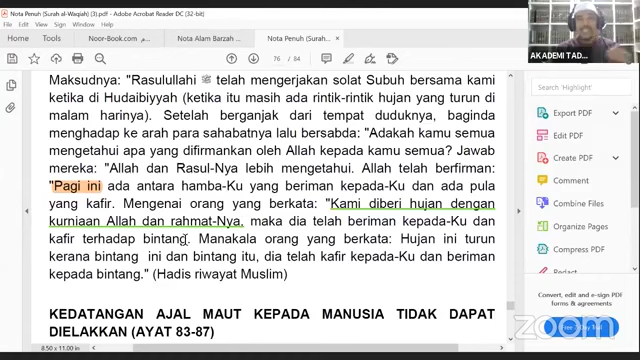 Nota Penuh (Surah al-Waqiah) (3).pdf - Adobe Acrobat Reader DC (32-bit)
File Edit View Sign Window Help
Home Tools Noor-Book.com Nota Alam Barzah Nota Penuh (Surah... ×
76 / 84
AKADEMI TAD...
Maksudnya: "Rasulullahi ﷺ telah mengerjakan solat Subuh bersama kami
ketika di Hudaibiyyah (ketika itu masih ada rintik-rintik hujan yang turun di
malam harinya). Setelah berganjak dari tempat duduknya, baginda
menghadap ke arah para sahabatnya lalu bersabda: "Adakah kamu semua
mengetahui apa yang difirmankan oleh Allah kepada kamu semua? Jawab
mereka: "Allah dan Rasul-Nya lebih mengetahui. Allah telah berfirman:
"Pagi ini ada antara hamba-Ku yang beriman kepada-Ku dan ada pula
yang kafir. Mengenai orang yang berkata: "Kami diberi hujan dengan
kurniaan Allah dan rahmat-Nya, maka dia telah beriman kepada-Ku dan
kafir terhadap bintang. Manakala orang yang berkata: Hujan ini turun
kerana bintang ini dan bintang itu, dia telah kafir kepada-Ku dan beriman
kepada bintang." (Hadis riwayat Muslim)
KEDATANGAN AJAL MAUT KEPADA MANUSIA TIDAK DAPAT
DIELAKKAN (AYAT 83-87)
8.50 x 11.00 in
Search 'Highlight'
Export PDF
Edit PDF
Create PDF
Comment
Combine Files
Organize Pages
Compress PDF
Redact
Convert, edit and e-sign PDF
forms & agreements
Free 7-Day Trial
zoom